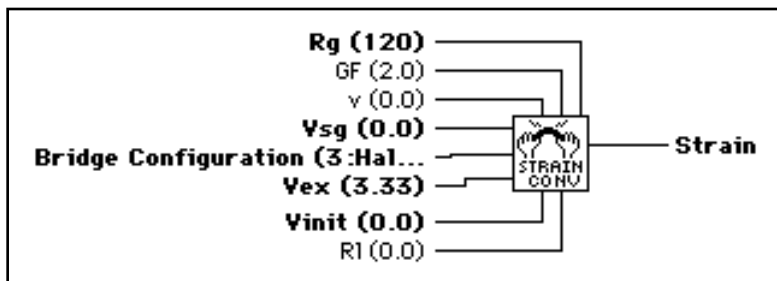 Rg (120)
GF (2.0)
v (0.0)
Vsg (0.0)
Bridge Configuration (3 :Hal...
Vex (3.33)
Vinit (0.0)
Rl (0.0)
STRAIN
CONV
Strain